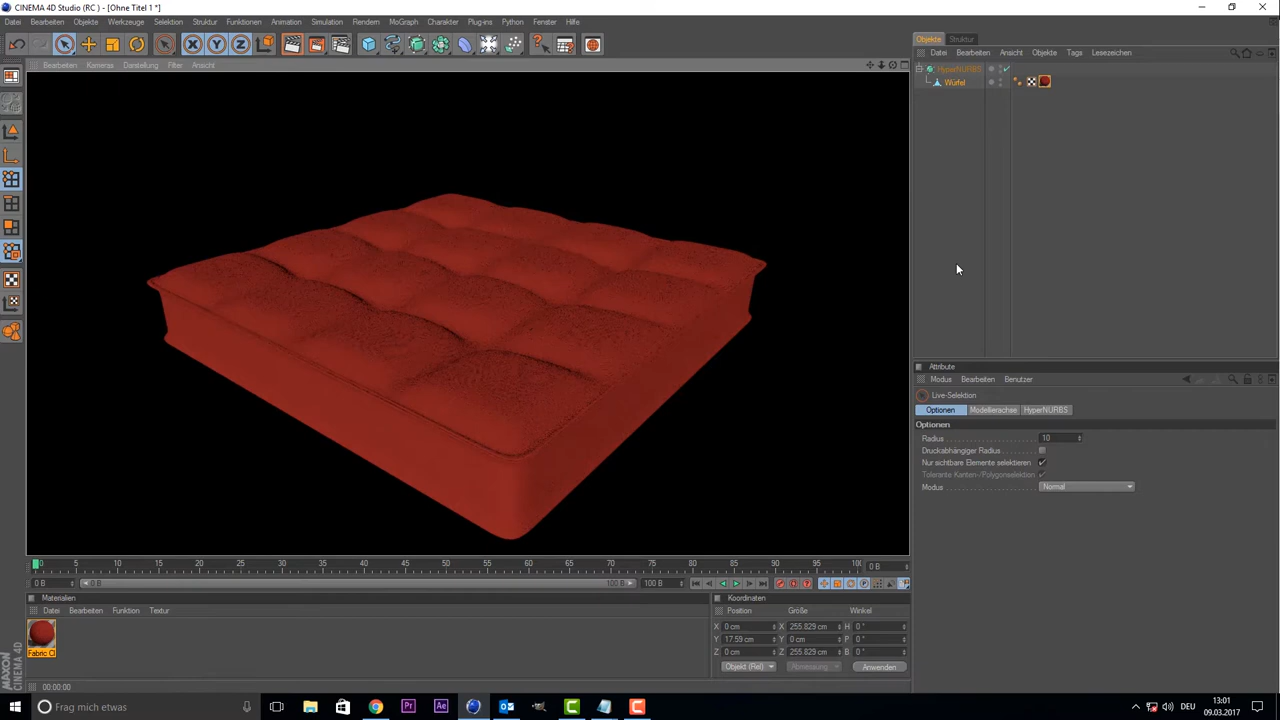 CINEMA 4D Studio (RC ) - [Ohne Titel 1 *]
Datei Bearbeiten Objekte Werkzeuge Selektion Struktur Funktionen Animation Simulation Rendern MoGraph Charakter Plug-ins Python Fenster Hilfe
Bearbeiten Kameras Darstellung Filter Ansicht
Objekte Struktur
Datei Bearbeiten Ansicht Objekte Tags Lesezeichen
HyperNURBS
Würfel
Attribute
Modus Bearbeiten Benutzer
Live-Selektion
Optionen Modellierachse HyperNURBS
Optionen
Radius 10
Druckabhängiger Radius
Nur sichtbare Elemente selektieren
Tolerante Kanten-/Polygonselektion
Modus Normal
0 5 10 15 20 25 30 35 40 45 50 55 60 65 70 75 80 85 90 95 0 B
0 B 0 B 100 B 100 B
Materialien
Datei Bearbeiten Funktion Textur
Fabric Cl
Koordinaten
Position Größe Winkel
X 0 cm X 255.829 cm H 0 °
Y 17.59 cm Y 0 cm P 0 °
Z 0 cm Z 255.829 cm B 0 °
Objekt (Rel) Abmessung Anwenden
MAXON CINEMA 4D
00:00:00
Frag mich etwas
Pr Ae
DEU
13:01
09.03.2017